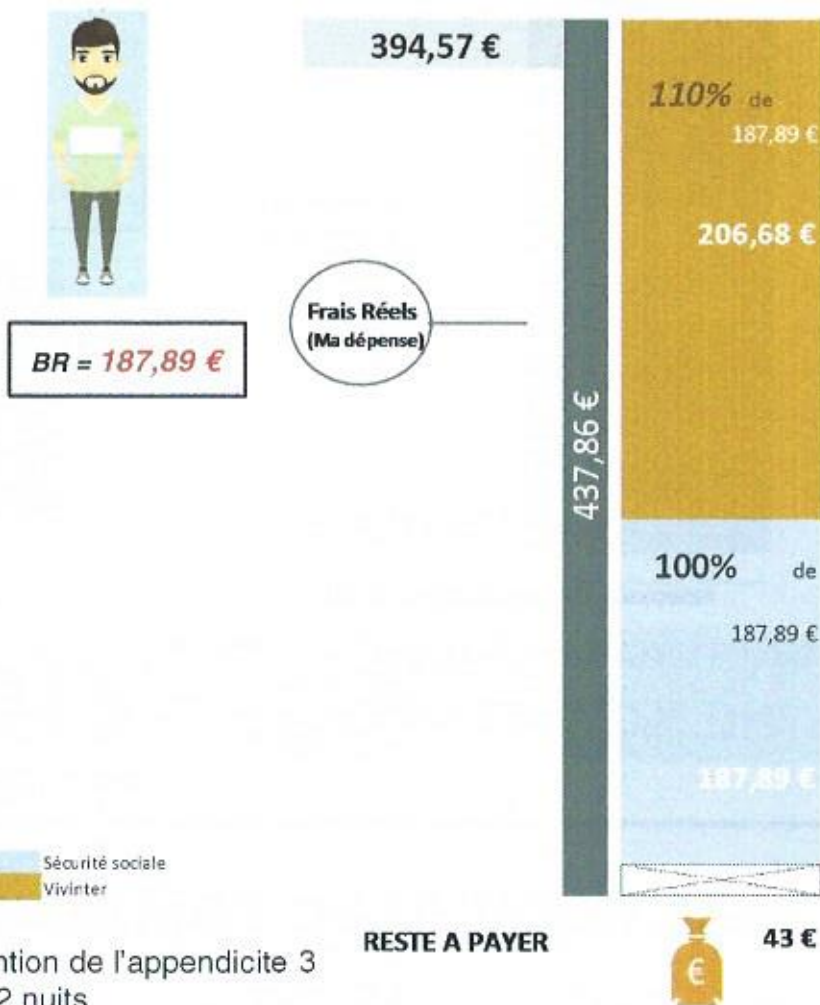 394,57 €
110% de
187,89 €
206,68 €
Frais Réels
(Ma dépense)
BR = 187,89 €
437,86 €
100% de
187,89 €
187,89 €
Sécurité sociale
Vivinter
RESTE A PAYER
43 €
€
ntion de l'appendicite 3
2 nuits